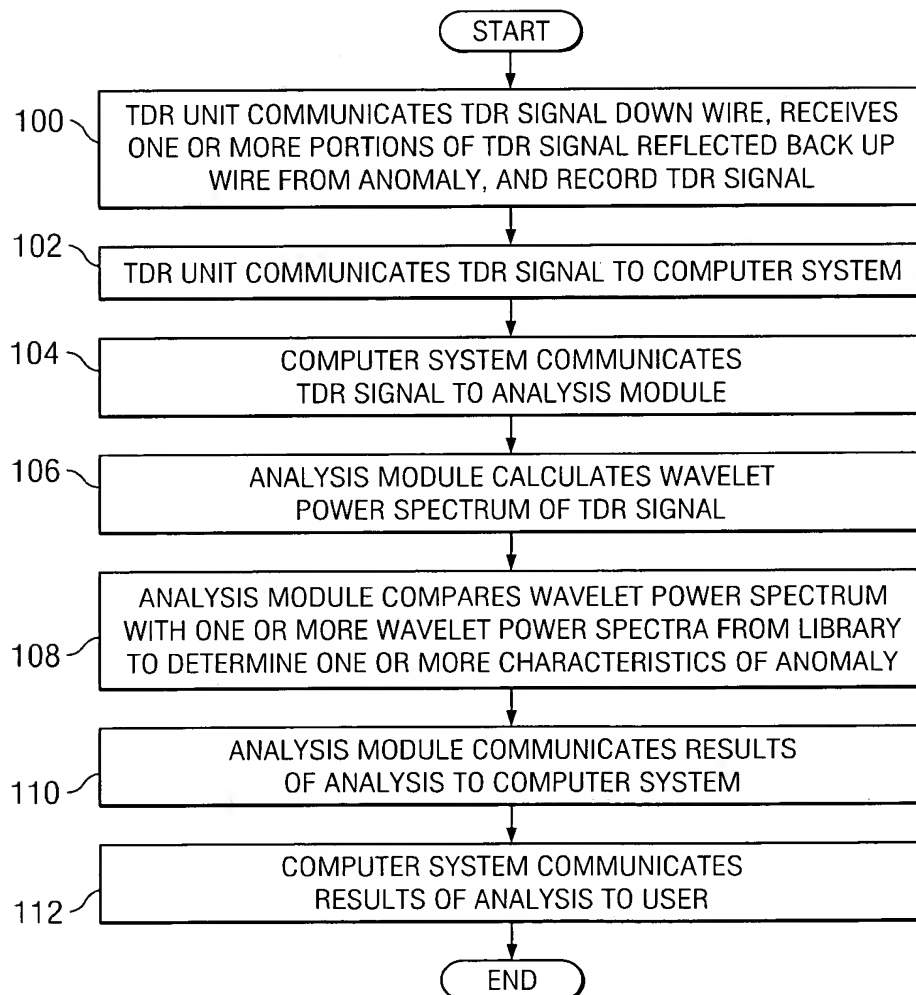 START
100
TDR UNIT COMMUNICATES TDR SIGNAL DOWN WIRE, RECEIVES
ONE OR MORE PORTIONS OF TDR SIGNAL REFLECTED BACK UP
WIRE FROM ANOMALY, AND RECORD TDR SIGNAL
102
TDR UNIT COMMUNICATES TDR SIGNAL TO COMPUTER SYSTEM
104
COMPUTER SYSTEM COMMUNICATES
TDR SIGNAL TO ANALYSIS MODULE
106
ANALYSIS MODULE CALCULATES WAVELET
POWER SPECTRUM OF TDR SIGNAL
108
ANALYSIS MODULE COMPARES WAVELET POWER SPECTRUM
WITH ONE OR MORE WAVELET POWER SPECTRA FROM LIBRARY
TO DETERMINE ONE OR MORE CHARACTERISTICS OF ANOMALY
110
ANALYSIS MODULE COMMUNICATES RESULTS
OF ANALYSIS TO COMPUTER SYSTEM
112
COMPUTER SYSTEM COMMUNICATES
RESULTS OF ANALYSIS TO USER
END